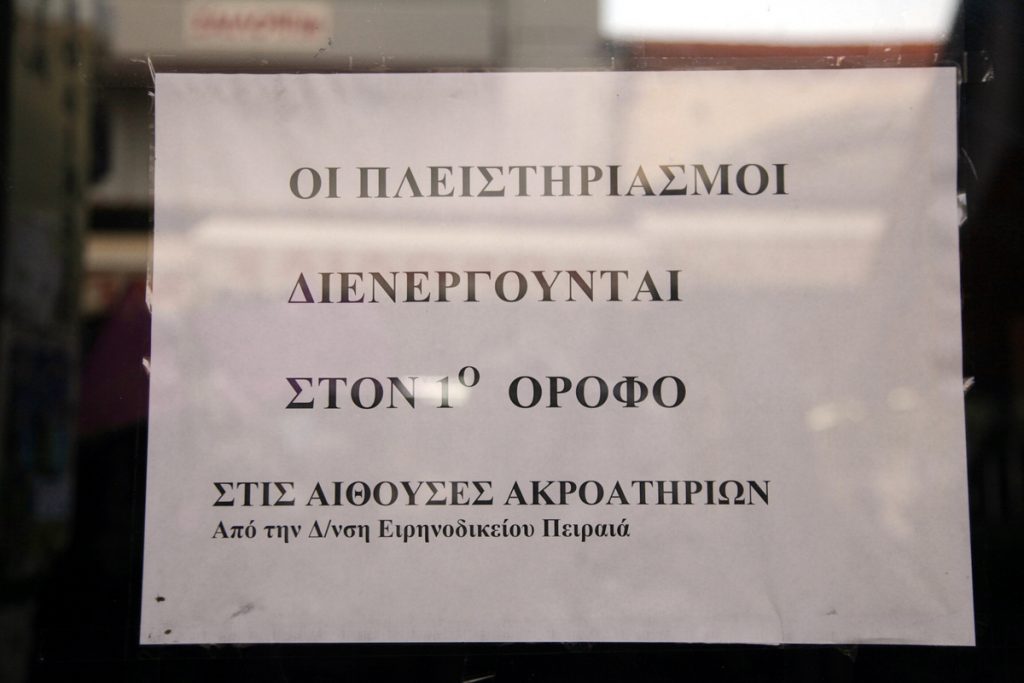 ΟΙ ΠΛΕΙΣΤΗΡΙΑΣΜΟΙ
ΔΙΕΝΕΡΓΟΥΝΤΑΙ
ΣΤΟΝ 1Ο ΟΡΟΦΟ
ΣΤΙΣ ΑΙΘΟΥΣΕΣ ΑΚΡΟΑΤΗΡΙΩΝ
Από την Δ/νση Ειρηνοδικείου Πειραιά